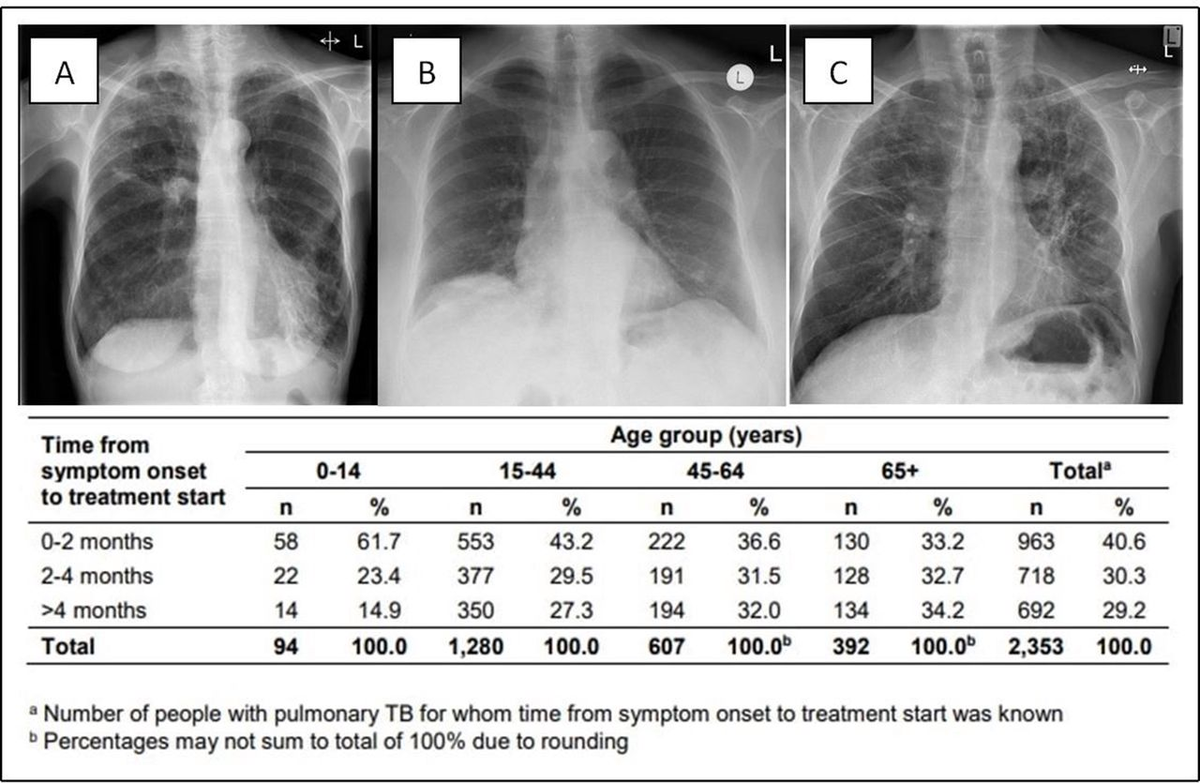 A L B L L C L L
Time from symptom onset to treatment start Age group (years)
0-14 15-44 45-64 65+ Totalᵃ
n % n % n % n % n %
0-2 months 58 61.7 553 43.2 222 36.6 130 33.2 963 40.6
2-4 months 22 23.4 377 29.5 191 31.5 128 32.7 718 30.3
>4 months 14 14.9 350 27.3 194 32.0 134 34.2 692 29.2
Total 94 100.0 1,280 100.0 607 100.0ᵇ 392 100.0ᵇ 2,353 100.0
ᵃ Number of people with pulmonary TB for whom time from symptom onset to treatment start was known
ᵇ Percentages may not sum to total of 100% due to rounding